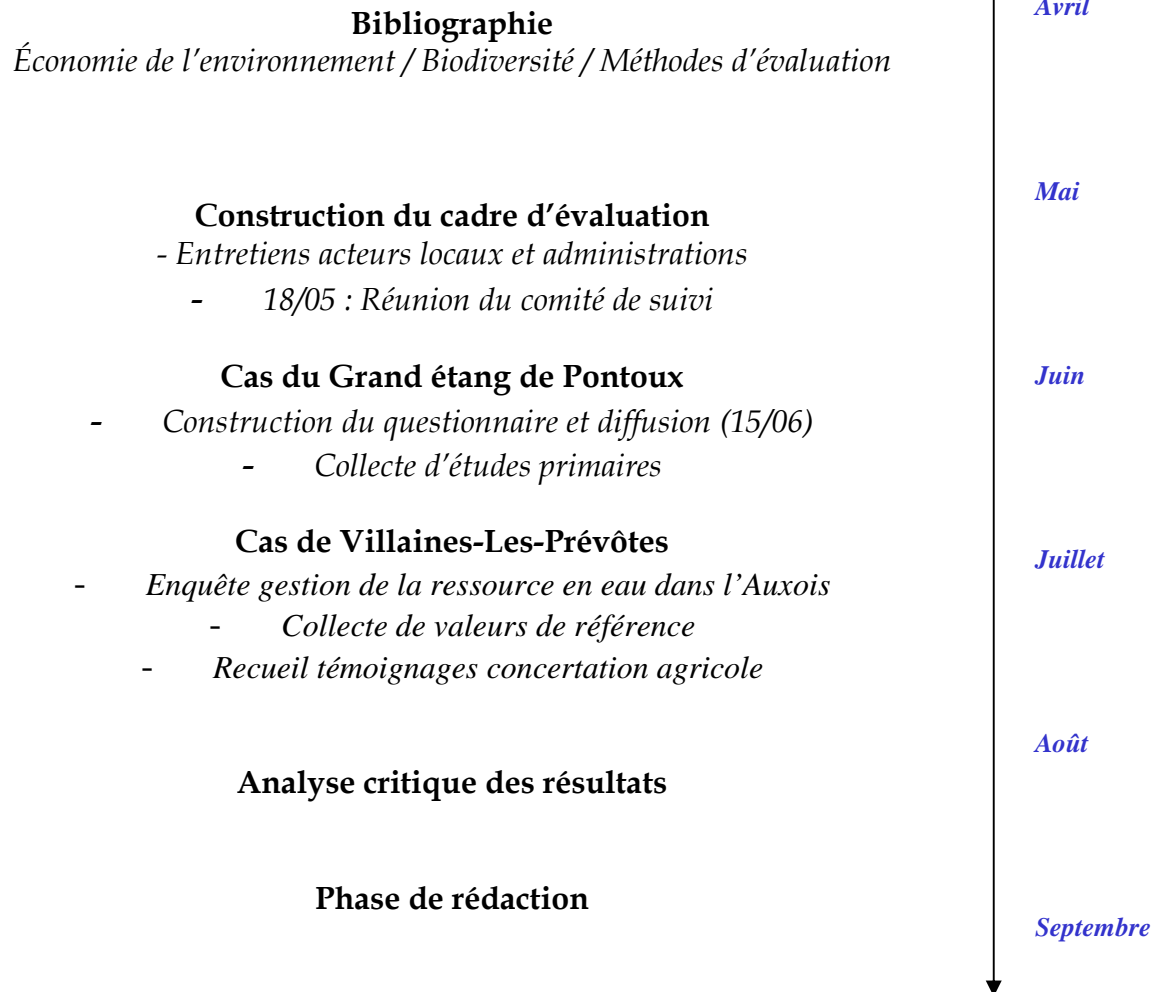 Avril
Bibliographie
Économie de l'environnement / Biodiversité / Méthodes d'évaluation
Mai
Construction du cadre d'évaluation
- Entretiens acteurs locaux et administrations
- 18/05 : Réunion du comité de suivi
Cas du Grand étang de Pontoux
Juin
- Construction du questionnaire et diffusion (15/06)
- Collecte d'études primaires
Cas de Villaines-Les-Prévôtes
Juillet
- Enquête gestion de la ressource en eau dans l'Auxois
- Collecte de valeurs de référence
- Recueil témoignages concertation agricole
Août
Analyse critique des résultats
Phase de rédaction
Septembre